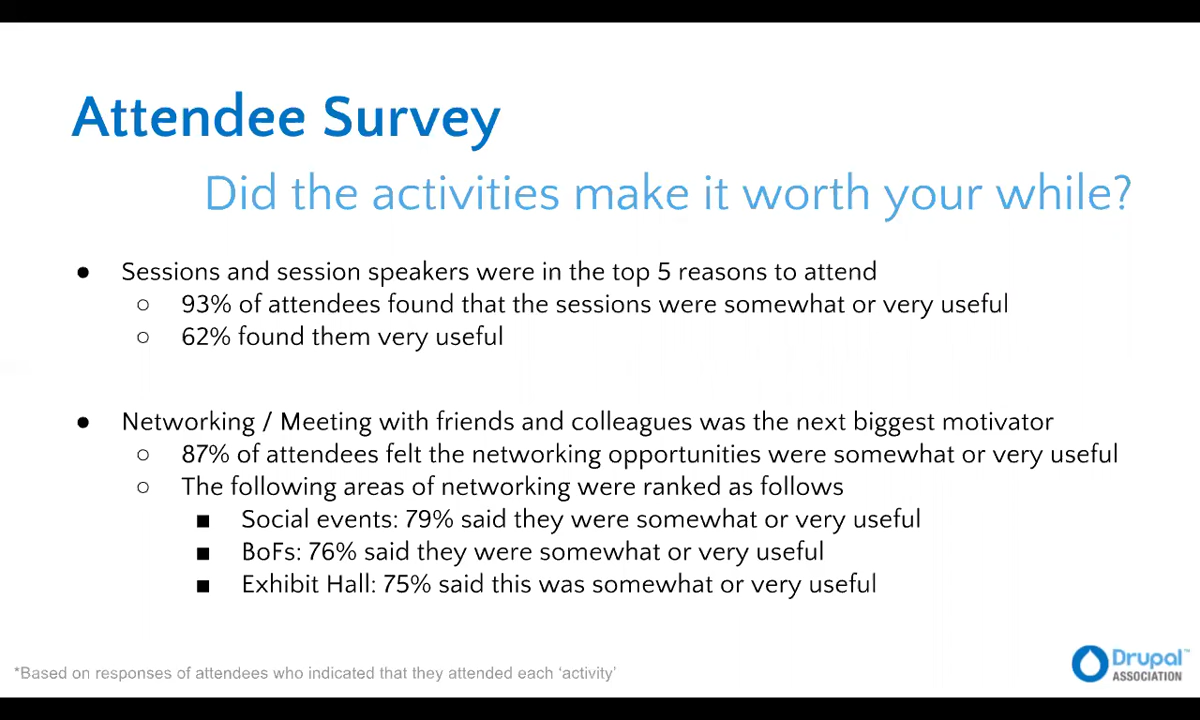 Attendee Survey
Did the activities make it worth your while?
● Sessions and session speakers were in the top 5 reasons to attend
○ 93% of attendees found that the sessions were somewhat or very useful
○ 62% found them very useful
● Networking / Meeting with friends and colleagues was the next biggest motivator
○ 87% of attendees felt the networking opportunities were somewhat or very useful
○ The following areas of networking were ranked as follows
■ Social events: 79% said they were somewhat or very useful
■ BoFs: 76% said they were somewhat or very useful
■ Exhibit Hall: 75% said this was somewhat or very useful
*Based on responses of attendees who indicated that they attended each ‘activity’
Drupal™
ASSOCIATION